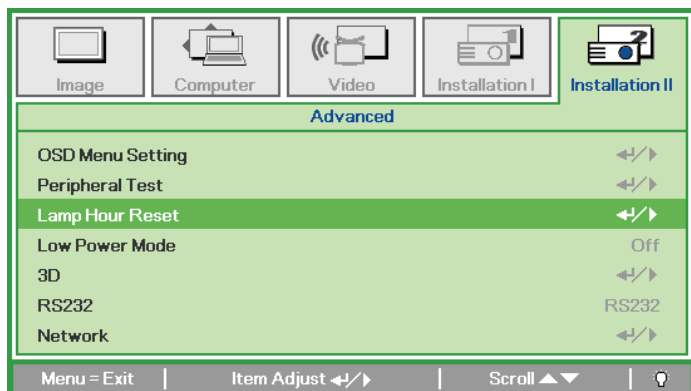 Image
Computer
Video
Installation I
2
Installation II
Advanced
OSD Menu Setting
Peripheral Test
Lamp Hour Reset
Low Power Mode Off
3D
RS232 RS232
Network
Menu = Exit Item Adjust Scroll